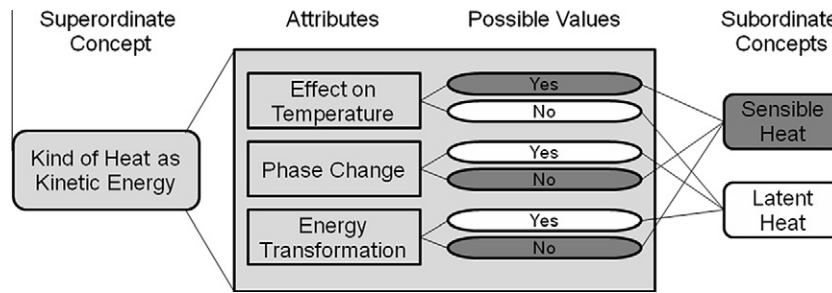 Superordinate
Concept
Attributes
Possible Values
Subordinate
Concepts
Kind of Heat as
Kinetic Energy
Effect on
Temperature
Yes
No
Phase Change
Yes
No
Energy
Transformation
Yes
No
Sensible
Heat
Latent
Heat